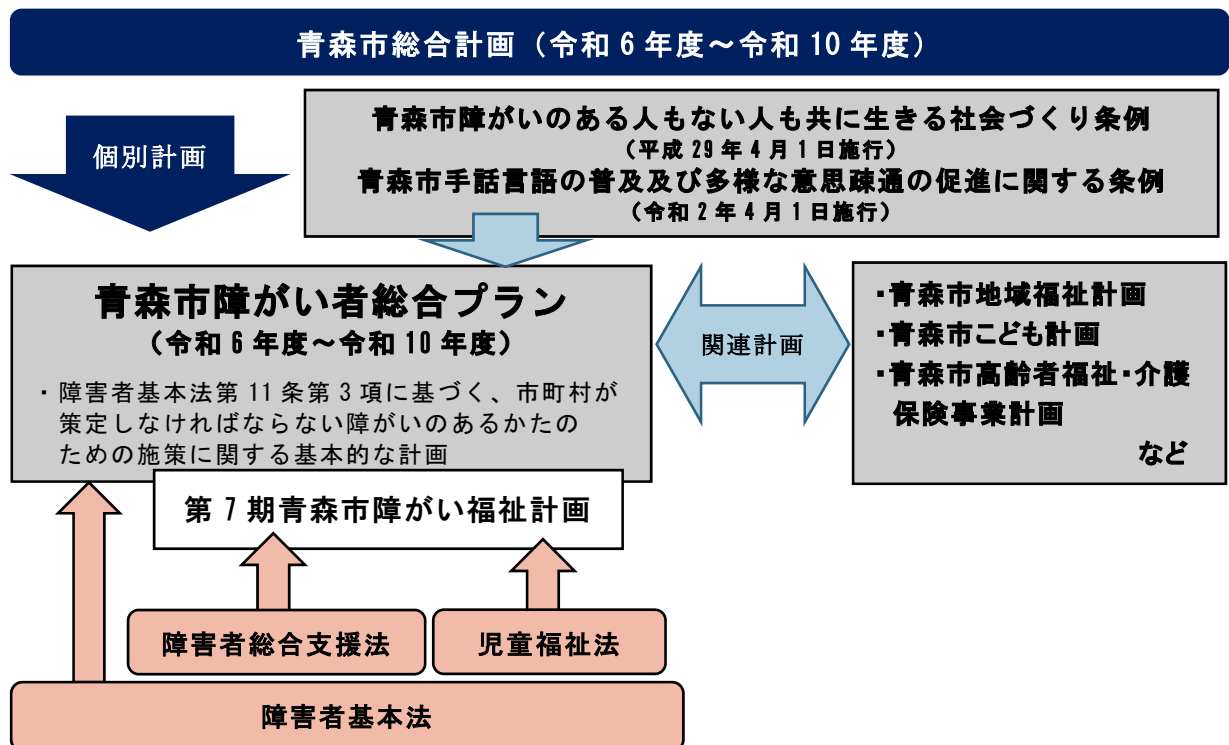 青森市総合計画（令和6年度～令和10年度）
個別計画
青森市障がいのある人もない人も共に生きる社会づくり条例
（平成29年4月1日施行）
青森市手話言語の普及及び多様な意思疎通の促進に関する条例
（令和2年4月1日施行）
青森市障がい者総合プラン
（令和6年度～令和10年度）
・障害者基本法第11条第3項に基づく、市町村が
策定しなければならない障がいのあるかたの
ための施策に関する基本的な計画
関連計画
・青森市地域福祉計画
・青森市こども計画
・青森市高齢者福祉・介護
保険事業計画
など
第7期青森市障がい福祉計画
障害者総合支援法
児童福祉法
障害者基本法